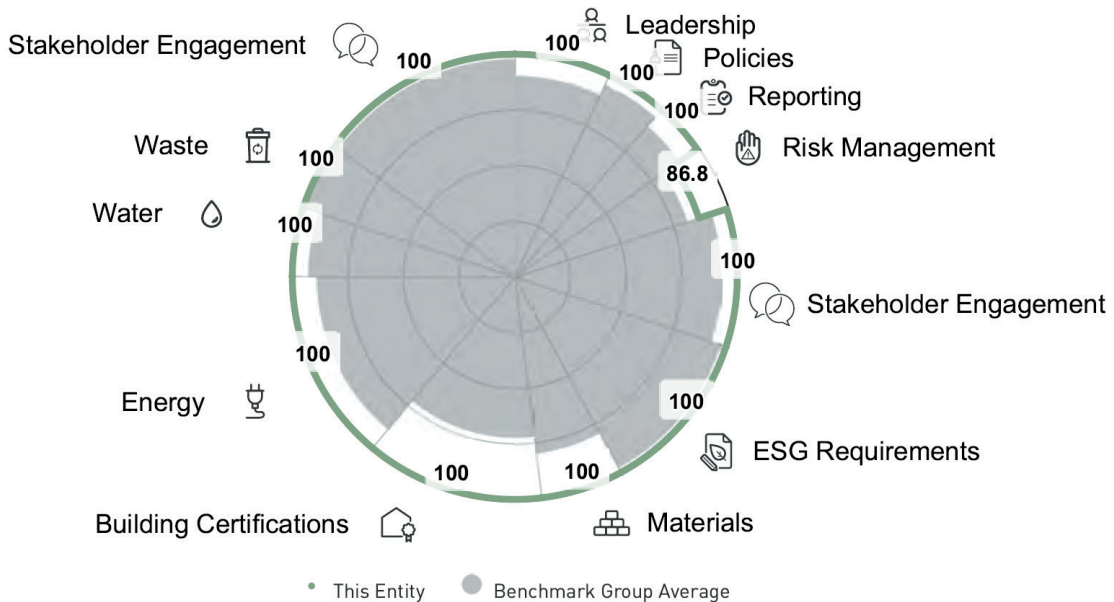 Leadership
Stakeholder Engagement
100
100
Policies
100
Reporting
100
Waste
Risk Management
100
86.8
Water
100
100
Stakeholder Engagement
100
Energy
100
ESG Requirements
100
100
Building Certifications
Materials
This Entity
Benchmark Group Average